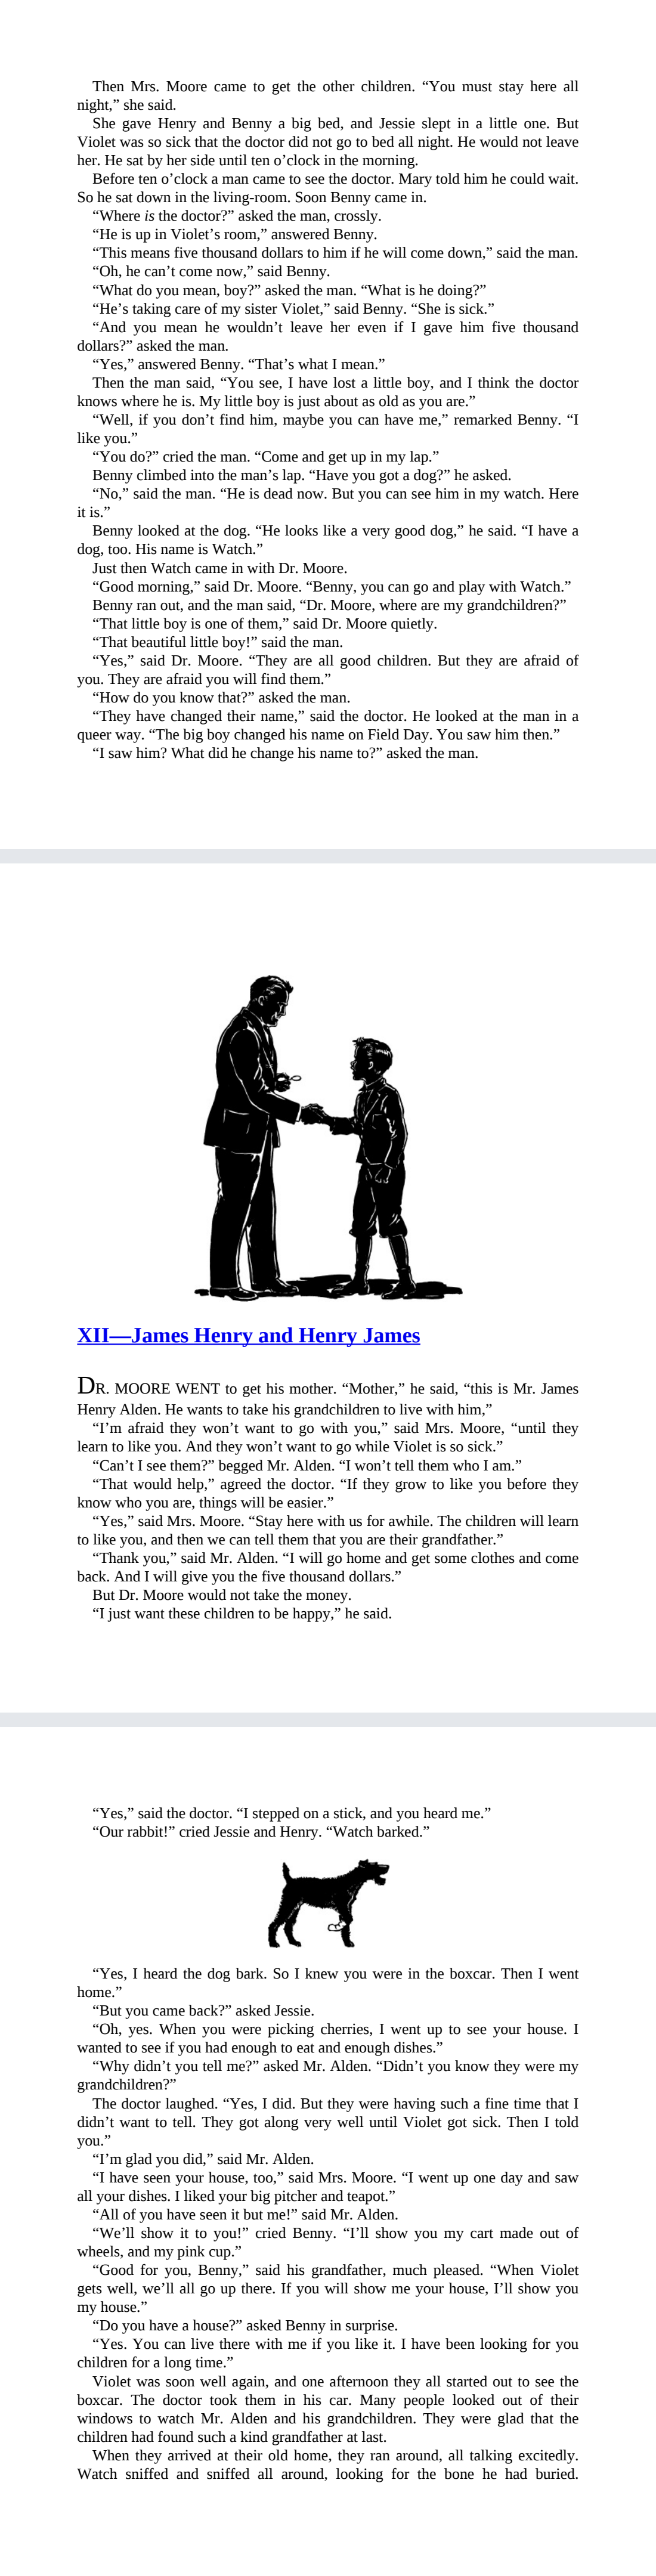 Then Mrs. Moore came to get the other children. “You must stay here all
night,” she said.
She gave Henry and Benny a big bed, and Jessie slept in a little one. But
Violet was so sick that the doctor did not go to bed all night. He would not leave
her. He sat by her side until ten o’clock in the morning.
Before ten o’clock a man came to see the doctor. Mary told him he could wait.
So he sat down in the living-room. Soon Benny came in.
“Where is the doctor?” asked the man, crossly.
“He is up in Violet’s room,” answered Benny.
“This means five thousand dollars to him if he will come down,” said the man.
“Oh, he can’t come now,” said Benny.
“What do you mean, boy?” asked the man. “What is he doing?”
“He’s taking care of my sister Violet,” said Benny. “She is sick.”
“And you mean he wouldn’t leave her even if I gave him five thousand
dollars?” asked the man.
“Yes,” answered Benny. “That’s what I mean.”
Then the man said, “You see, I have lost a little boy, and I think the doctor
knows where he is. My little boy is just about as old as you are.”
“Well, if you don’t find him, maybe you can have me,” remarked Benny. “I
like you.”
“You do?” cried the man. “Come and get up in my lap.”
Benny climbed into the man’s lap. “Have you got a dog?” he asked.
“No,” said the man. “He is dead now. But you can see him in my watch. Here
it is.”
Benny looked at the dog. “He looks like a very good dog,” he said. “I have a
dog, too. His name is Watch.”
Just then Watch came in with Dr. Moore.
“Good morning,” said Dr. Moore. “Benny, you can go and play with Watch.”
Benny ran out, and the man said, “Dr. Moore, where are my grandchildren?”
“That little boy is one of them,” said Dr. Moore quietly.
“That beautiful little boy!” said the man.
“Yes,” said Dr. Moore. “They are all good children. But they are afraid of
you. They are afraid you will find them.”
“How do you know that?” asked the man.
“They have changed their name,” said the doctor. He looked at the man in a
queer way. “The big boy changed his name on Field Day. You saw him then.”
“I saw him? What did he change his name to?” asked the man.
XII—James Henry and Henry James
DR. MOORE WENT to get his mother. “Mother,” he said, “this is Mr. James
Henry Alden. He wants to take his grandchildren to live with him,”
“I’m afraid they won’t want to go with you,” said Mrs. Moore, “until they
learn to like you. And they won’t want to go while Violet is so sick.”
“Can’t I see them?” begged Mr. Alden. “I won’t tell them who I am.”
“That would help,” agreed the doctor. “If they grow to like you before they
know who you are, things will be easier.”
“Yes,” said Mrs. Moore. “Stay here with us for awhile. The children will learn
to like you, and then we can tell them that you are their grandfather.”
“Thank you,” said Mr. Alden. “I will go home and get some clothes and come
back. And I will give you the five thousand dollars.”
But Dr. Moore would not take the money.
“I just want these children to be happy,” he said.
“Yes,” said the doctor. “I stepped on a stick, and you heard me.”
“Our rabbit!” cried Jessie and Henry. “Watch barked.”
“Yes, I heard the dog bark. So I knew you were in the boxcar. Then I went
home.”
“But you came back?” asked Jessie.
“Oh, yes. When you were picking cherries, I went up to see your house. I
wanted to see if you had enough to eat and enough dishes.”
“Why didn’t you tell me?” asked Mr. Alden. “Didn’t you know they were my
grandchildren?”
The doctor laughed. “Yes, I did. But they were having such a fine time that I
didn’t want to tell. They got along very well until Violet got sick. Then I told
you.”
“I’m glad you did,” said Mr. Alden.
“I have seen your house, too,” said Mrs. Moore. “I went up one day and saw
all your dishes. I liked your big pitcher and teapot.”
“All of you have seen it but me!” said Mr. Alden.
“We’ll show it to you!” cried Benny. “I’ll show you my cart made out of
wheels, and my pink cup.”
“Good for you, Benny,” said his grandfather, much pleased. “When Violet
gets well, we’ll all go up there. If you will show me your house, I’ll show you
my house.”
“Do you have a house?” asked Benny in surprise.
“Yes. You can live there with me if you like it. I have been looking for you
children for a long time.”
Violet was soon well again, and one afternoon they all started out to see the
boxcar. The doctor took them in his car. Many people looked out of their
windows to watch Mr. Alden and his grandchildren. They were glad that the
children had found such a kind grandfather at last.
When they arrived at their old home, they ran around, all talking excitedly.
Watch sniffed and sniffed all around, looking for the bone he had buried.